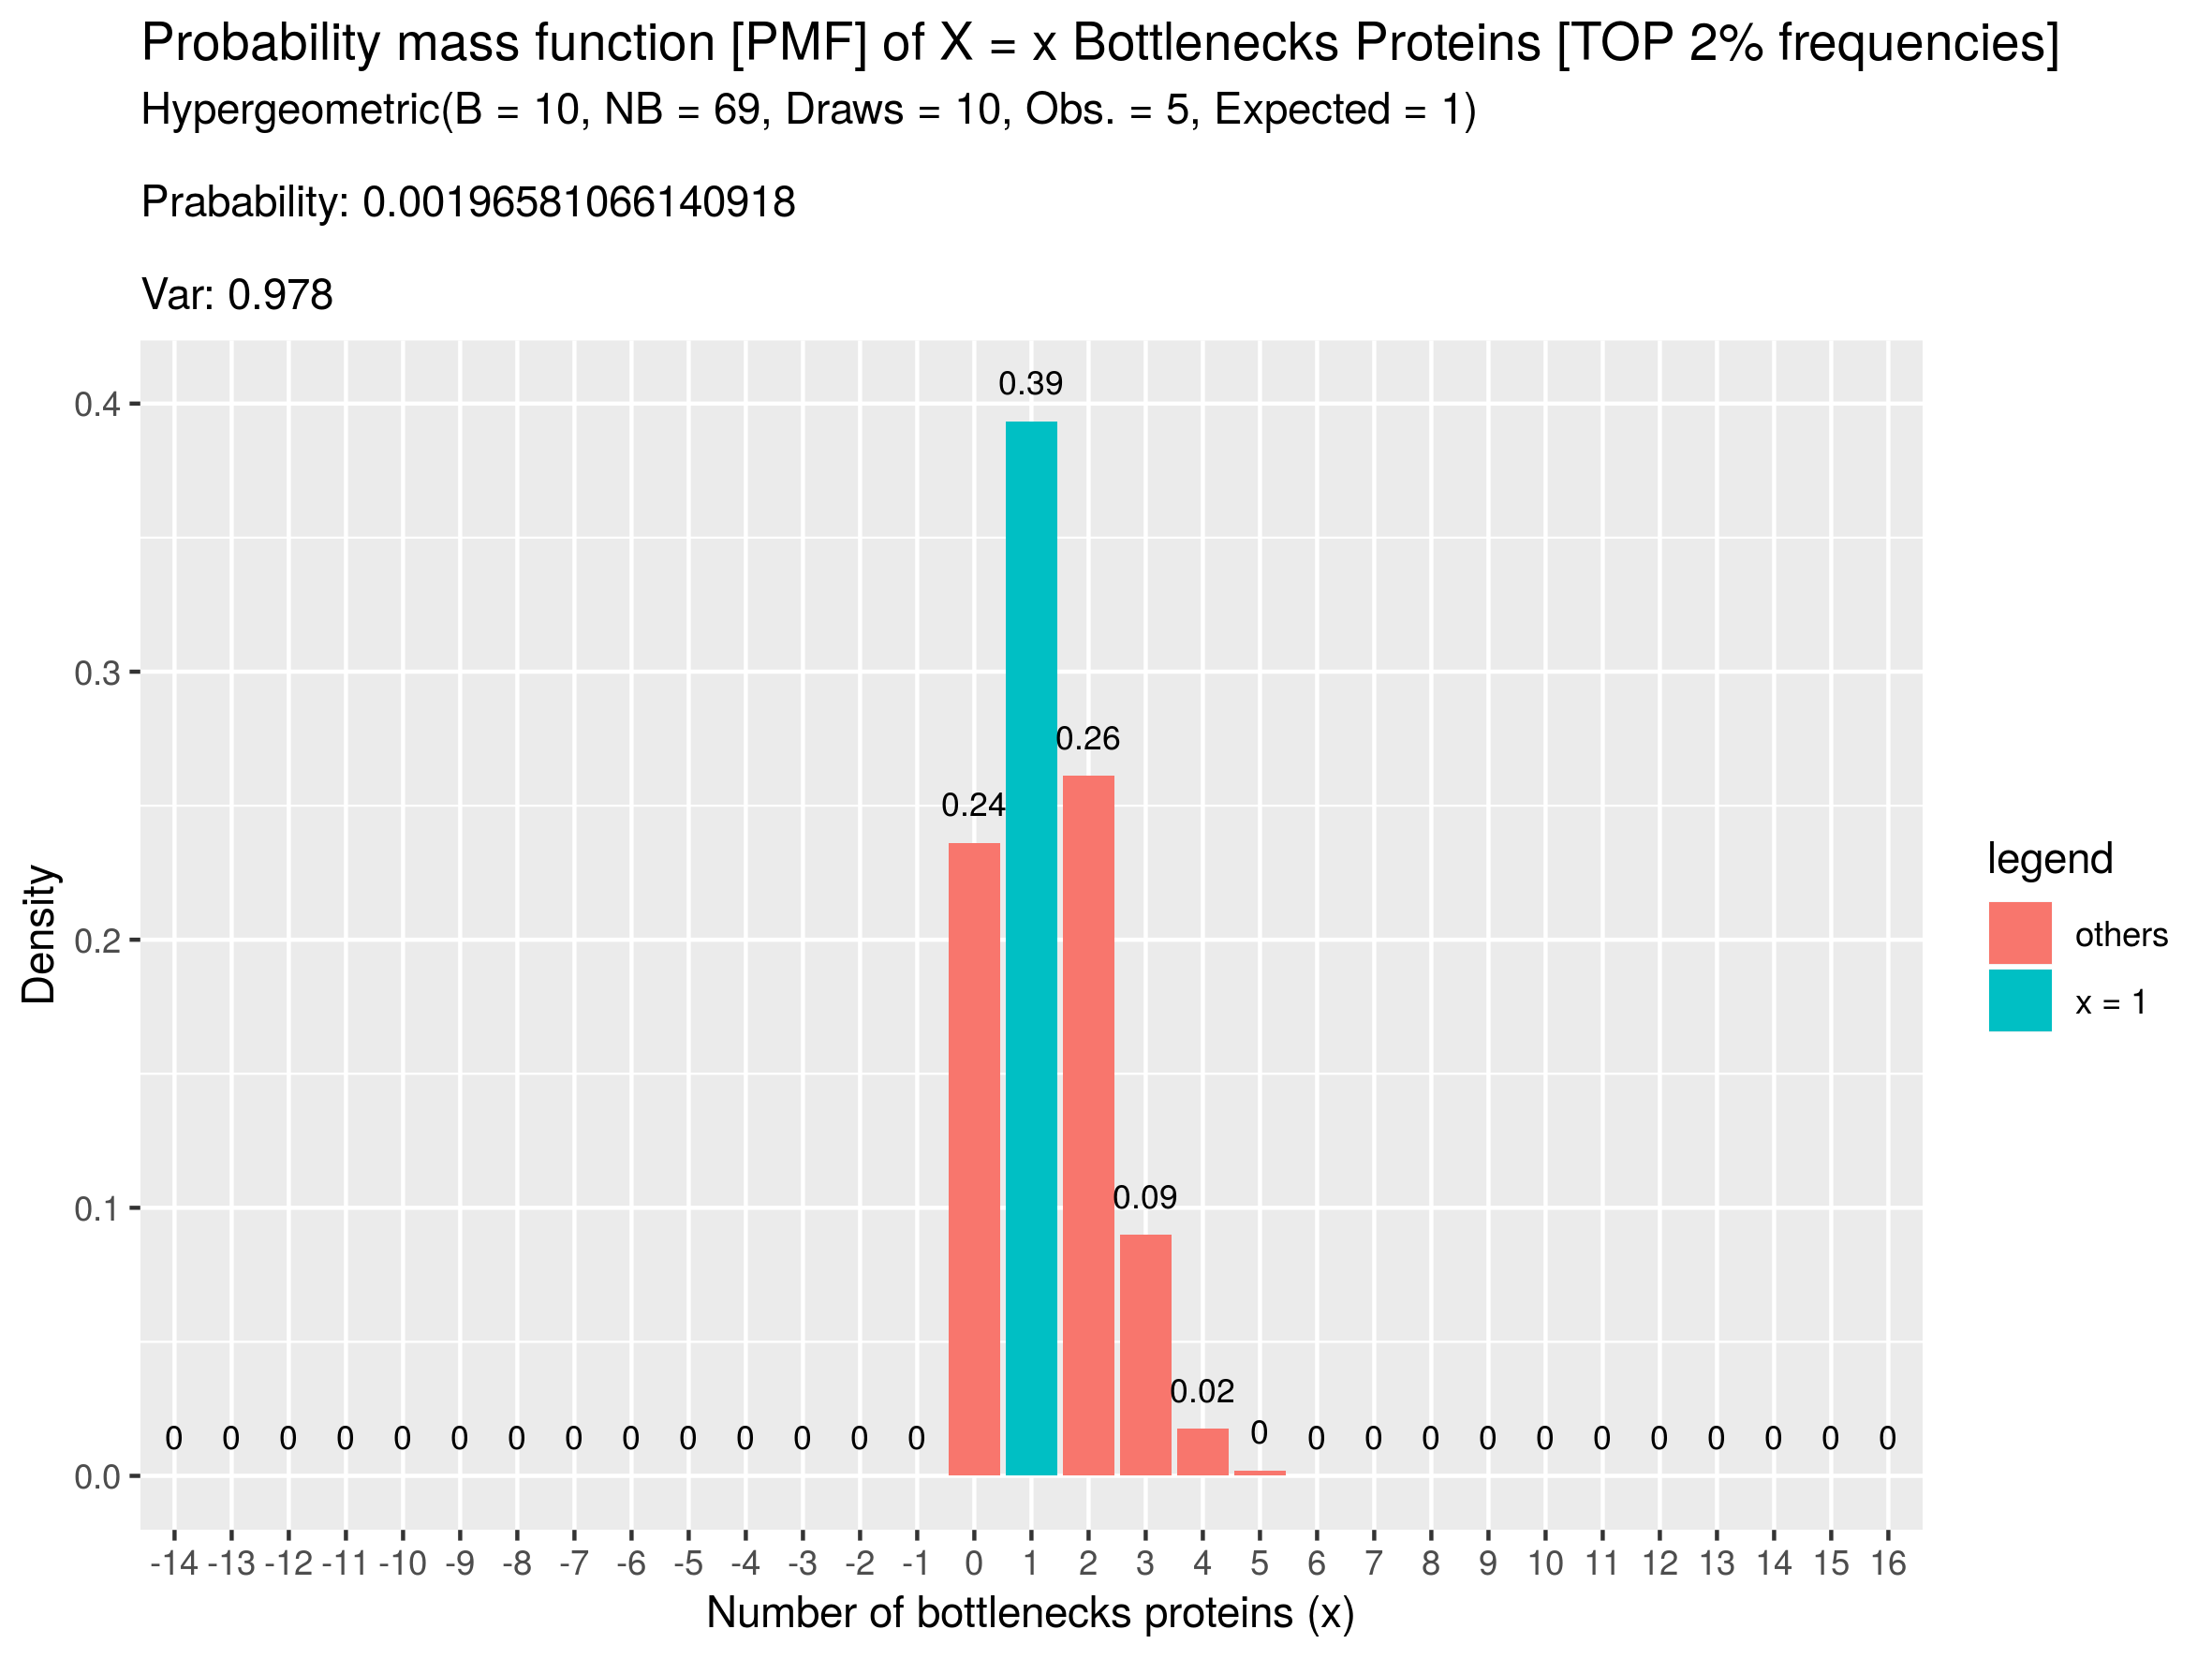 Probability mass function [PMF] of X = x Bottlenecks Proteins [TOP 2% frequencies]
Hypergeometric(B = 10, NB = 69, Draws = 10, Obs. = 5, Expected = 1)
Prabability: 0.00196581066140918
Var: 0.978
0.4
0.3
0.2
0.1
0.0
Density
0 0 0 0 0 0 0 0 0 0 0 0 0 0 0.24 0.39 0.26 0.09 0.02 0 0 0 0 0 0 0 0 0 0 0 0
-14 -13 -12 -11 -10 -9 -8 -7 -6 -5 -4 -3 -2 -1 0 1 2 3 4 5 6 7 8 9 10 11 12 13 14 15 16
Number of bottlenecks proteins (x)
legend
others
x = 1